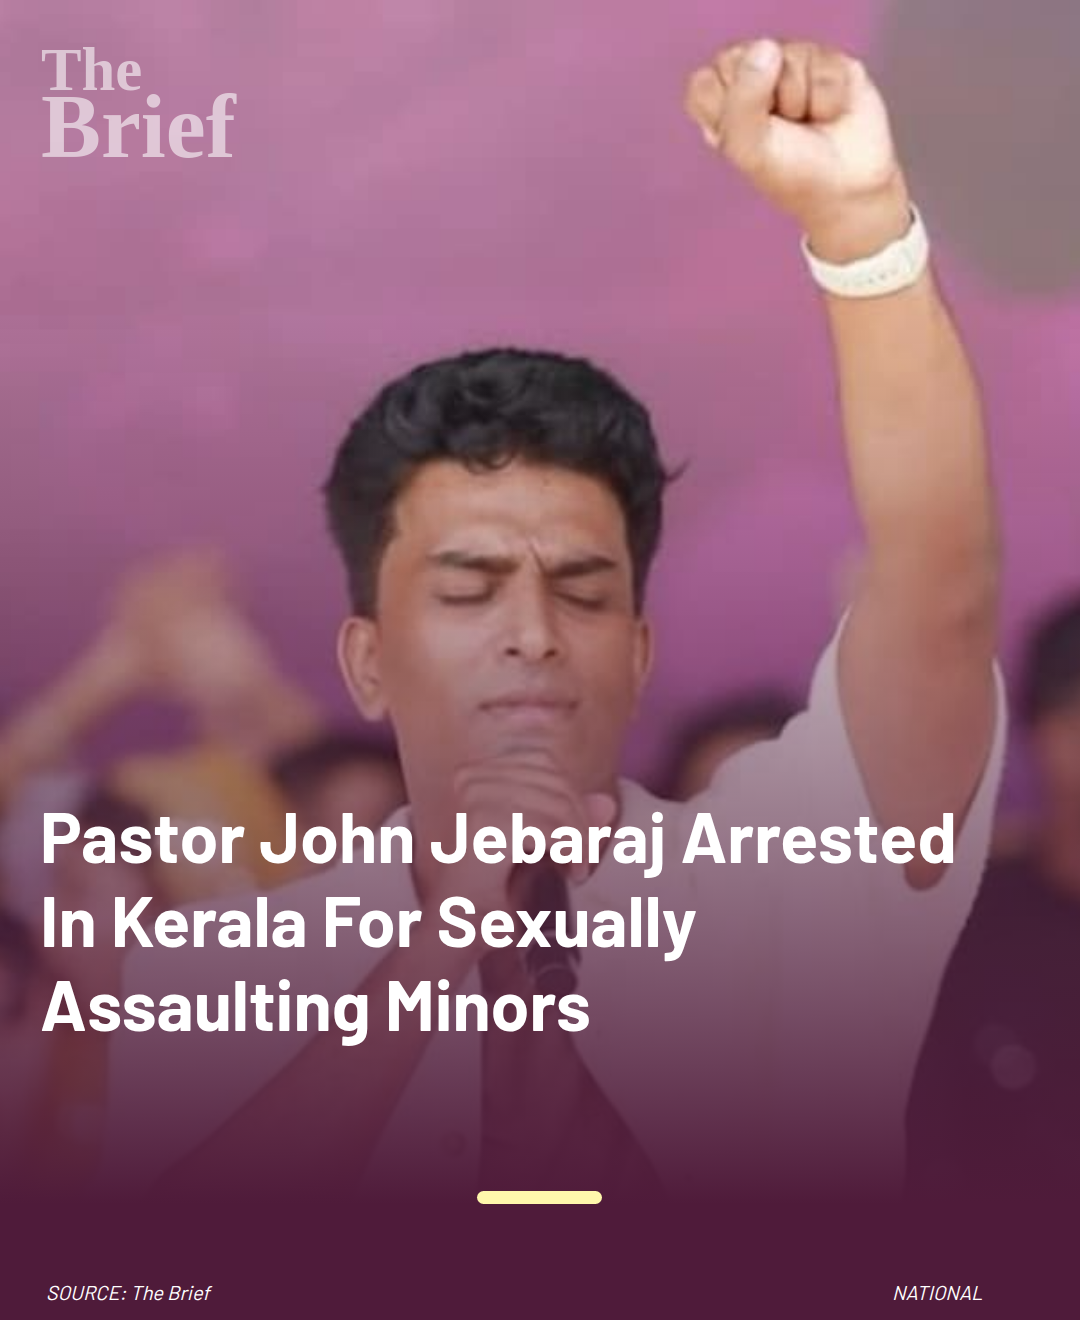 The
Brief
Pastor John Jebaraj Arrested
In Kerala For Sexually
Assaulting Minors
SOURCE: The Brief
NATIONAL